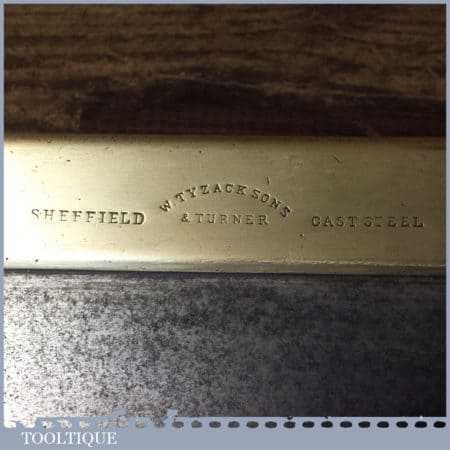 W. TYZACK SONS
SHEFFIELD & TURNER CAST STEEL
TOOLTIQUE